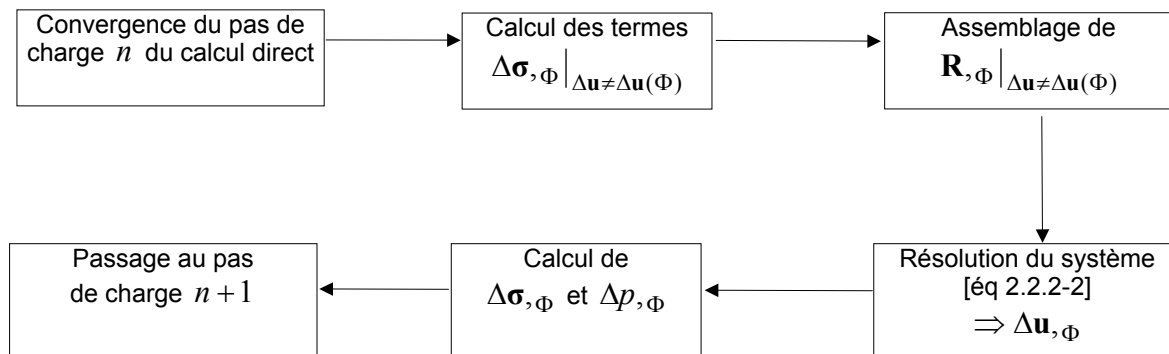 Convergence du pas de
charge n du calcul direct
Calcul des termes
Δσ,Φ|Δu≠Δu(Φ)
Assemblage de
R,Φ|Δu≠Δu(Φ)
Résolution du système
[éq 2.2.2-2]
⇒ Δu,Φ
Calcul de
Δσ,Φ et Δp,Φ
Passage au pas
de charge n+1